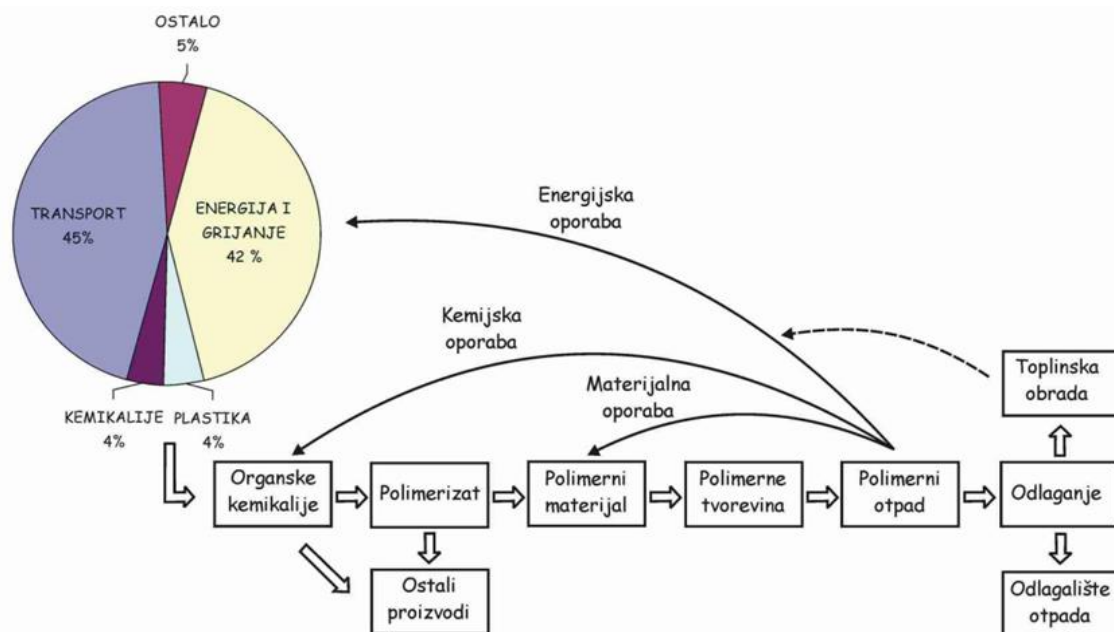 OSTALO
5%
TRANSPORT
45%
ENERGIJA I
GRIJANJE
42 %
KEMIKALIJE
4%
PLASTIKA
4%
Energijska
oporaba
Kemijska
oporaba
Materijalna
oporaba
Toplinska
obrada
Organske
kemikalije
Polimerizat
Polimerni
materijal
Polimerne
tvorevina
Polimerni
otpad
Odlaganje
Ostali
proizvodi
Odlagalište
otpada